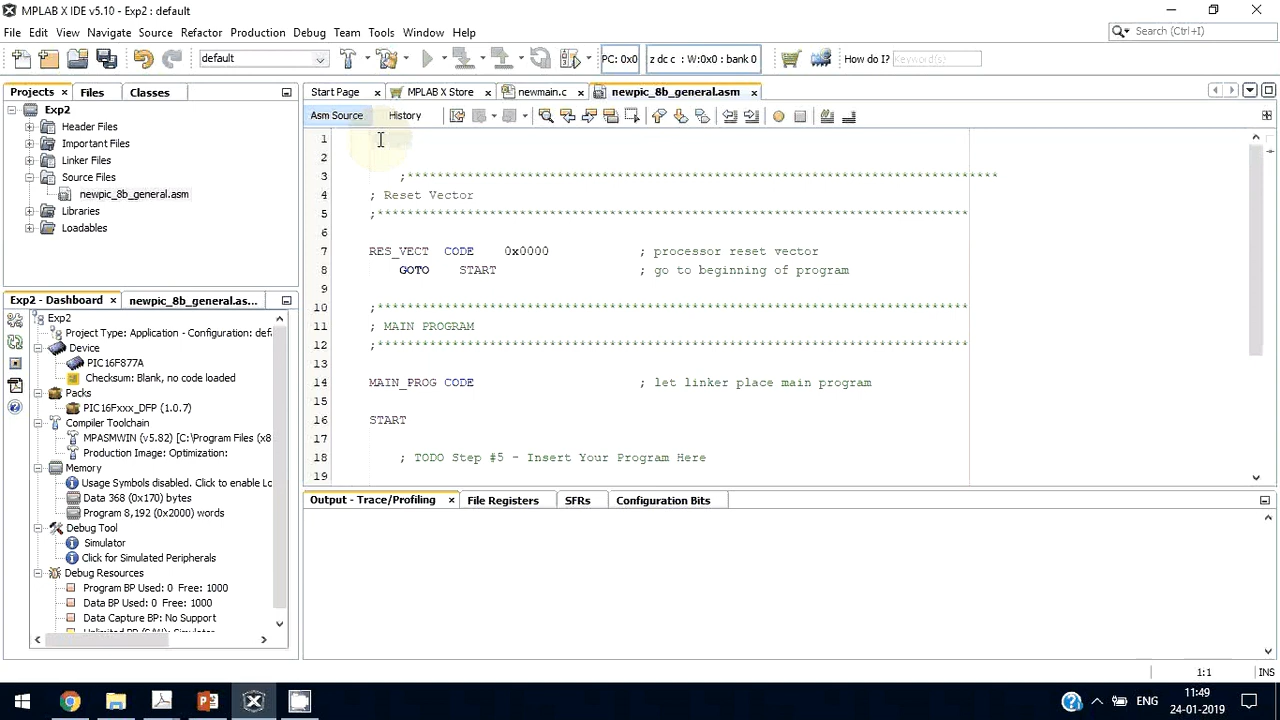 MPLAB X IDE v5.10 - Exp2 : default
File Edit View Navigate Source Refactor Production Debug Team Tools Window Help
Search (Ctrl+I)
default
PC: 0x0
z dc c : W:0x0 : bank 0
How do I?
Keyword(s)
Projects
Files
Classes
Exp2
Header Files
Important Files
Linker Files
Source Files
newpic_8b_general.asm
Libraries
Loadables
Exp2 - Dashboard
newpic_8b_general.as...
Exp2
Project Type: Application - Configuration: def
Device
PIC16F877A
Checksum: Blank, no code loaded
Packs
PIC16Fxxx_DFP (1.0.7)
Compiler Toolchain
MPASMWIN (v5.82) [C:\Program Files (x8
Production Image: Optimization:
Memory
Usage Symbols disabled. Click to enable Lo
Data 368 (0x170) bytes
Program 8,192 (0x2000) words
Debug Tool
Simulator
Click for Simulated Peripherals
Debug Resources
Program BP Used: 0 Free: 1000
Data BP Used: 0 Free: 1000
Data Capture BP: No Support
Start Page
MPLAB X Store
newmain.c
newpic_8b_general.asm
Asm Source
History
1
2
3 ;*******************************************************************************
4 ; Reset Vector
5 ;*******************************************************************************
6
7 RES_VECT CODE 0x0000 ; processor reset vector
8 GOTO START ; go to beginning of program
9
10 ;*******************************************************************************
11 ; MAIN PROGRAM
12 ;*******************************************************************************
13
14 MAIN_PROG CODE ; let linker place main program
15
16 START
17
18 ; TODO Step #5 - Insert Your Program Here
19
Output - Trace/Profiling
File Registers
SFRs
Configuration Bits
1:1
INS
ENG
11:49
24-01-2019